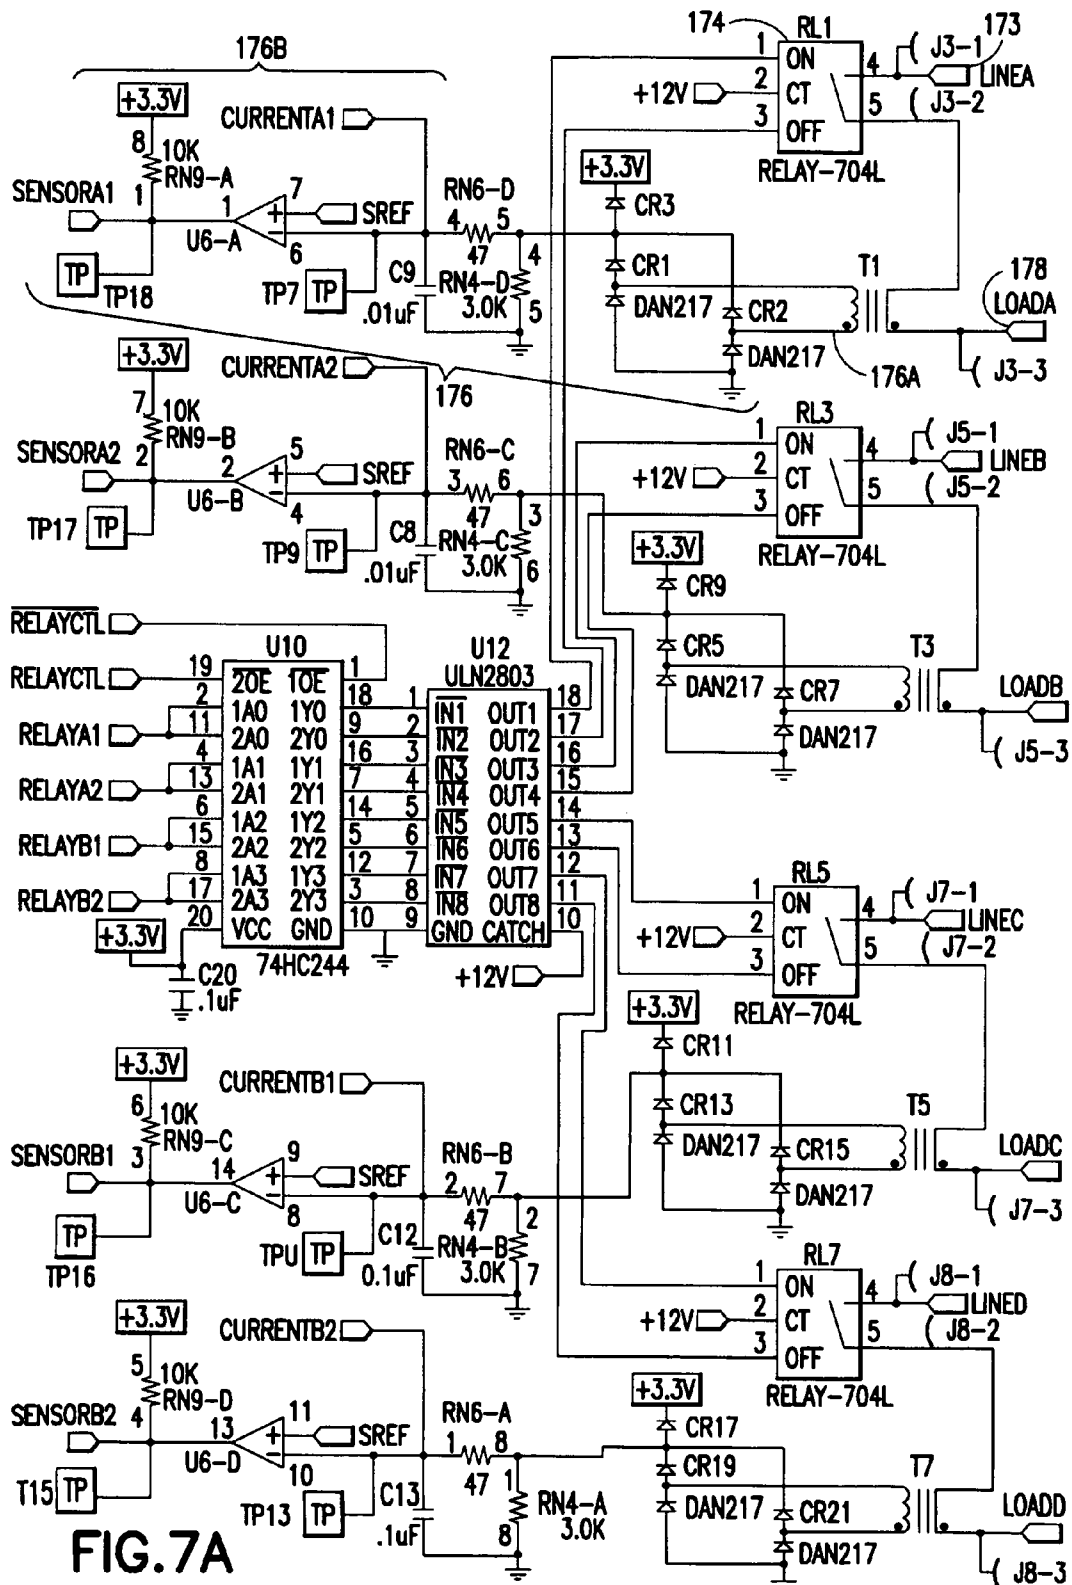 174
RL1
173
176B
1
ON
4
J3-1
LINEA
+3.3V
CURRENTA1
+12V
2
CT
5
J3-2
3
OFF
8
10K
RN9-A
+3.3V
RELAY-704L
SENSORA1
1
1
7
SREF
RN6-D
CR3
U6-A
6
4
5
47
4
CR1
T1
178
TP
TP18
TP7
TP
C9
RN4-D
3.0K
5
DAN217
CR2
LOADA
.01uF
DAN217
176A
J3-3
+3.3V
CURRENTA2
176
RL3
7
10K
RN9-B
1
ON
4
J5-1
LINEB
SENSORA2
2
2
5
SREF
RN6-C
+12V
2
CT
5
J5-2
U6-B
4
3
6
47
3
3
OFF
TP17
TP
TP9
TP
C8
RN4-C
3.0K
6
+3.3V
RELAY-704L
.01uF
CR9
RELAYCTL
U10
U12
ULN2803
CR5
T3
RELAYCTL
19
2OE
1OE
1
DAN217
CR7
LOADB
2
1A0
1Y0
18
1
IN1
OUT1
18
RELAYA1
11
2A0
2Y0
9
2
IN2
OUT2
17
DAN217
J5-3
4
1A1
1Y1
16
3
IN3
OUT3
16
RELAYA2
13
2A1
2Y1
7
4
IN4
OUT4
15
6
1A2
1Y2
14
5
IN5
OUT5
14
RELAYB1
15
2A2
2Y2
5
6
IN6
OUT6
13
8
1A3
1Y3
12
7
IN7
OUT7
12
RL5
RELAYB2
17
2A3
2Y3
3
8
IN8
OUT8
11
1
ON
4
J7-1
LINEC
+3.3V
20
VCC
GND
10
9
GND
CATCH
10
+12V
2
CT
5
J7-2
C20
.1uF
74HC244
+12V
3
OFF
+3.3V
RELAY-704L
CR11
+3.3V
CURRENTB1
CR13
T5
6
10K
RN9-C
DAN217
CR15
LOADC
SENSORB1
3
14
9
SREF
RN6-B
DAN217
J7-3
U6-C
8
2
7
47
2
TP
TP16
TPU
TP
C12
RN4-B
3.0K
7
RL7
0.1uF
1
ON
4
J8-1
LINED
+3.3V
CURRENTB2
+12V
2
CT
5
J8-2
3
OFF
5
10K
RN9-D
+3.3V
RELAY-704L
SENSORB2
4
13
11
SREF
RN6-A
CR17
U6-D
10
1
8
47
1
CR19
T7
T15
TP
TP13
TP
C13
RN4-A
3.0K
8
DAN217
CR21
LOADD
.1uF
DAN217
J8-3
FIG.7A